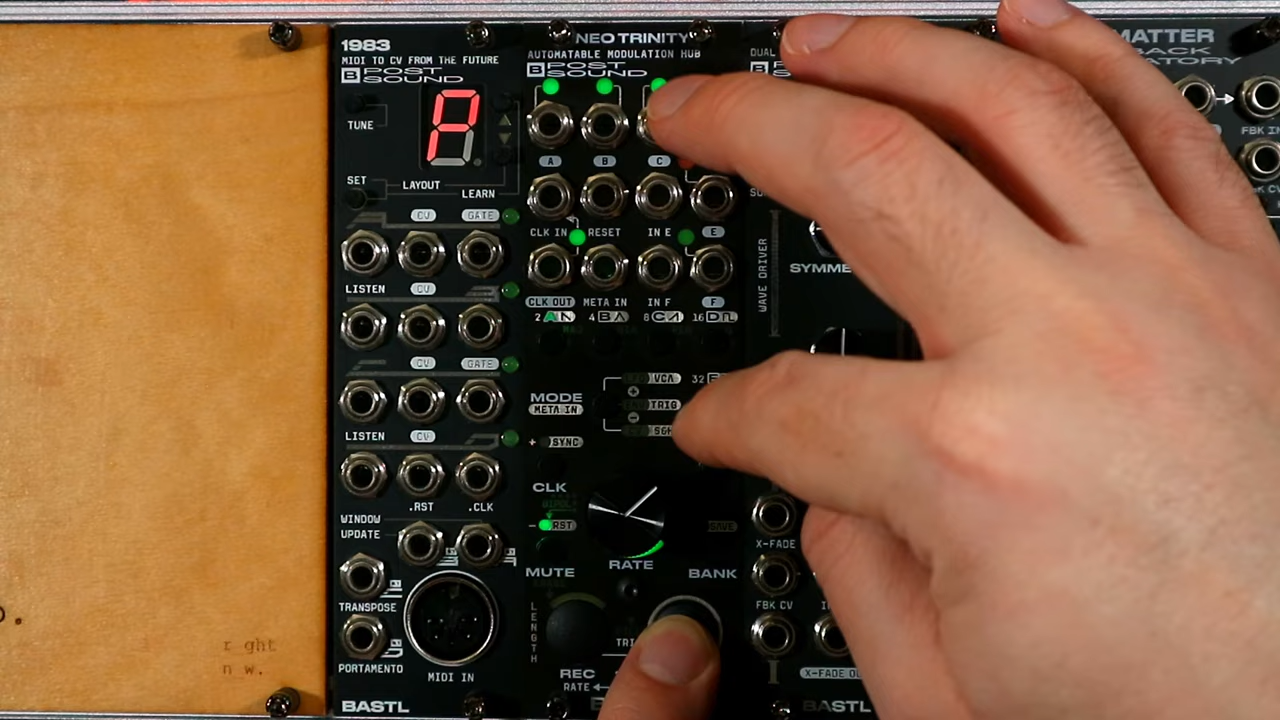 1983
MIDI TO CV FROM THE FUTURE
B POST SOUND
TUNE
P
SET
LAYOUT
LEARN
CV GATE
LISTEN CV
CV GATE
LISTEN CV
.RST .CLK
WINDOW
UPDATE
TRANSPOSE
PORTAMENTO
MIDI IN
BASTL
NEO TRINITY
AUTOMATABLE MODULATION HUB
B POST SOUND
A B C
CLK IN RESET IN E E
CLK OUT META IN IN F F
2 A 4 B 8 C 16 D
VCA 32
MODE
META IN
+
TRIG
-
+ SYNC
CLK
- RST
SAVE
RATE
MUTE
BANK
LENGTH
REC
RATE
DUAL
B
WAVE DRIVER
SYMME
X-FADE
FBK CV
I
X-FADE
BASTL
MATTER
FBK IN
r ght
n w.